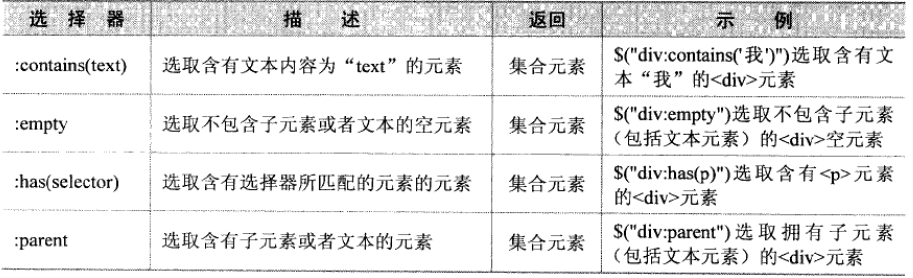 选 择 器 描 述 返回 示 例
:contains(text) 选取含有文本内容为“text”的元素 集合元素 $("div:contains('我')")选取含有文
本“我”的<div>元素
:empty 选取不包含子元素或者文本的空元素 集合元素 $("div:empty")选取不包含子元素
（包括文本元素）的<div>空元素
:has(selector) 选取含有选择器所匹配的元素的元素 集合元素 $("div:has(p)")选取含有<p>元素
的<div>元素
:parent 选取含有子元素或者文本的元素 集合元素 $("div:parent")选取拥有子元素
（包括文本元素）的<div>元素